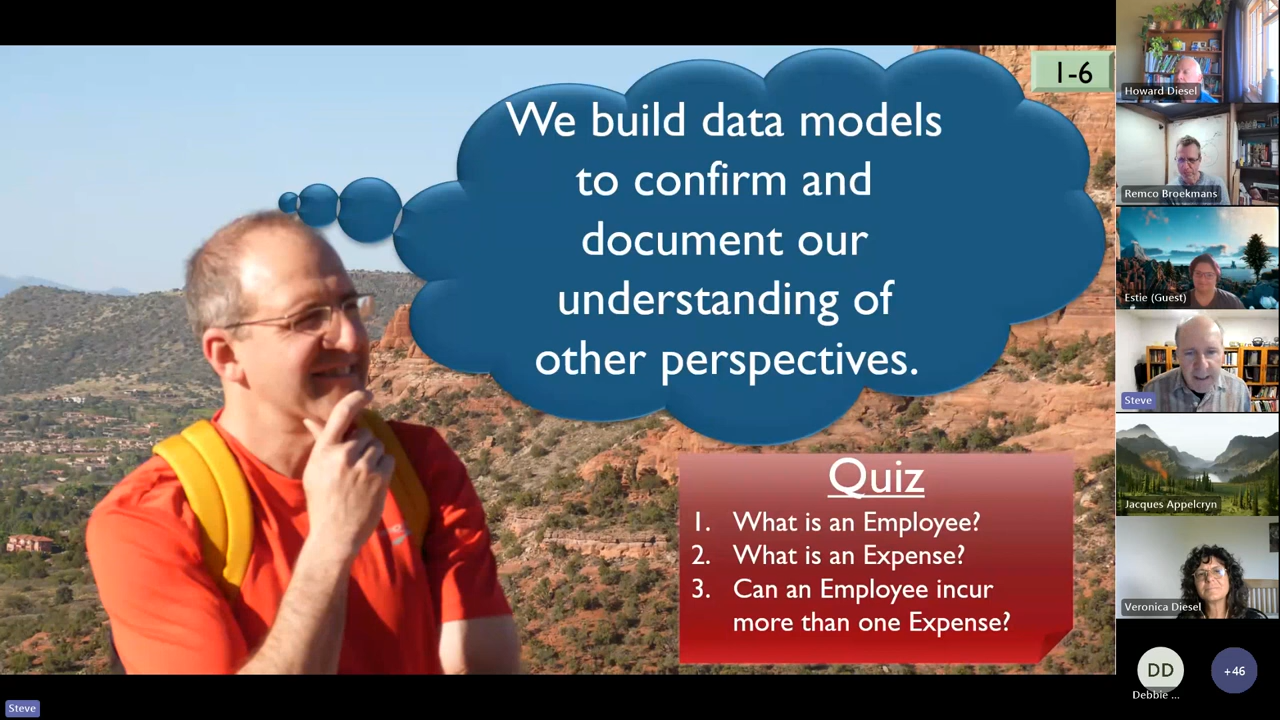 1-6
We build data models
to confirm and
document our
understanding of
other perspectives.
Quiz
1. What is an Employee?
2. What is an Expense?
3. Can an Employee incur
more than one Expense?
Howard Diesel
Remco Broekmans
Estie (Guest)
Steve
Jacques Appelcryn
Veronica Diesel
DD
Debbie ...
+46
Steve